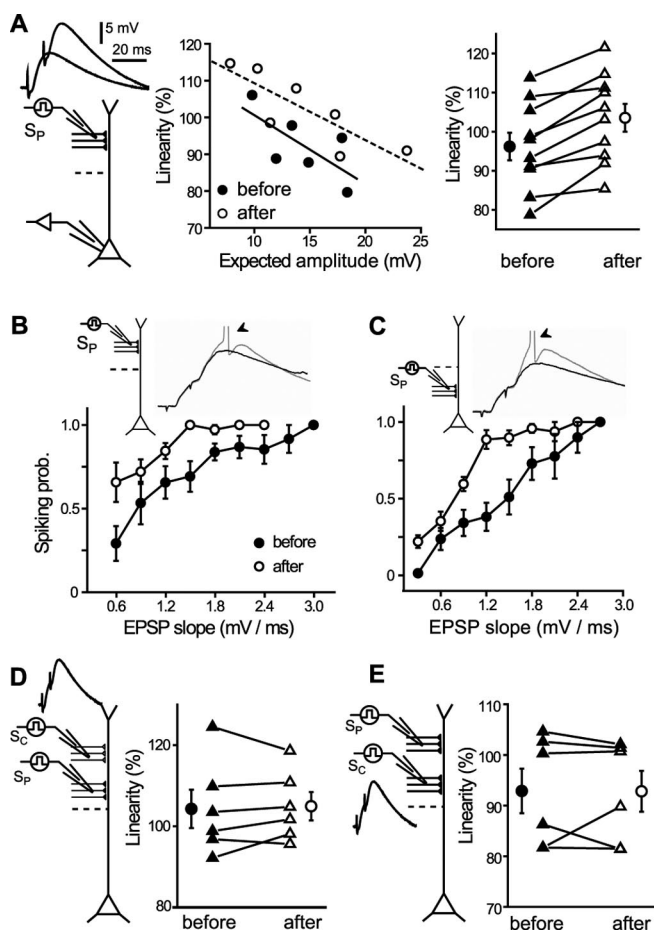 A
5 mV
20 ms
S_P
Linearity (%)
110
100
90
80
70
10
15
20
25
before
after
Expected amplitude (mV)
Linearity (%)
120
110
100
90
80
before
after
B
S_P
Spiking prob.
1.0
0.5
0
before
after
0.6
1.2
1.8
2.4
3.0
EPSP slope (mV / ms)
C
S_P
1.0
0.5
0
0.6
1.2
1.8
2.4
3.0
EPSP slope (mV / ms)
D
S_C
S_P
Linearity (%)
120
100
80
before
after
E
S_P
S_C
Linearity (%)
110
100
90
80
70
before
after